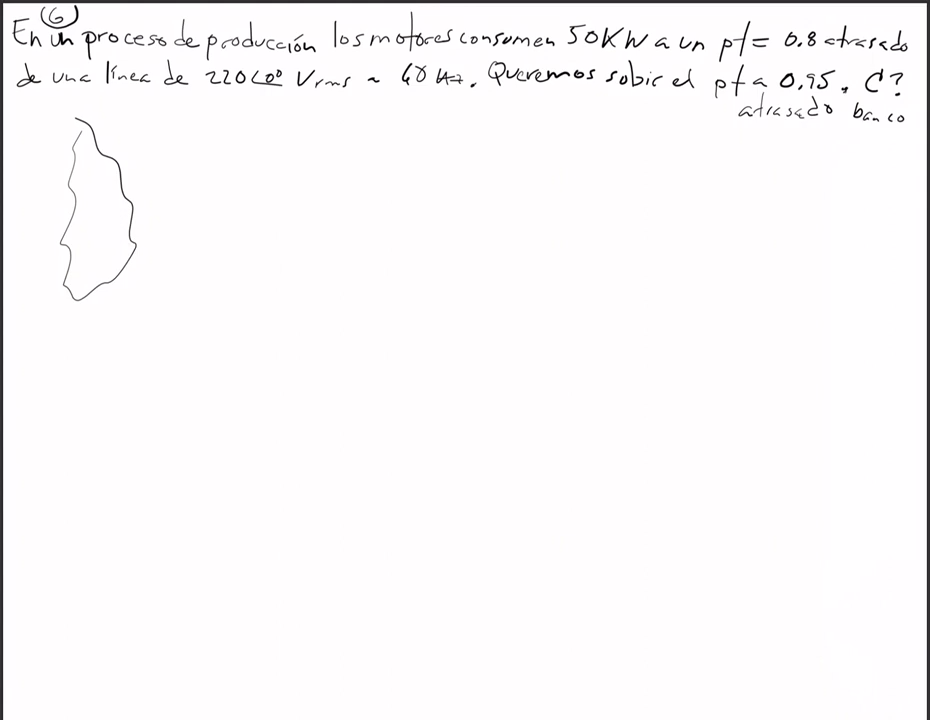 (6)
En un proceso de producción los motores consumen 50KW a un pf = 0.8 atrasado
de una línea de 220∠0° Vrms ~ 60 Hz. Queremos subir el pf a 0.95. C?
atrasado banco